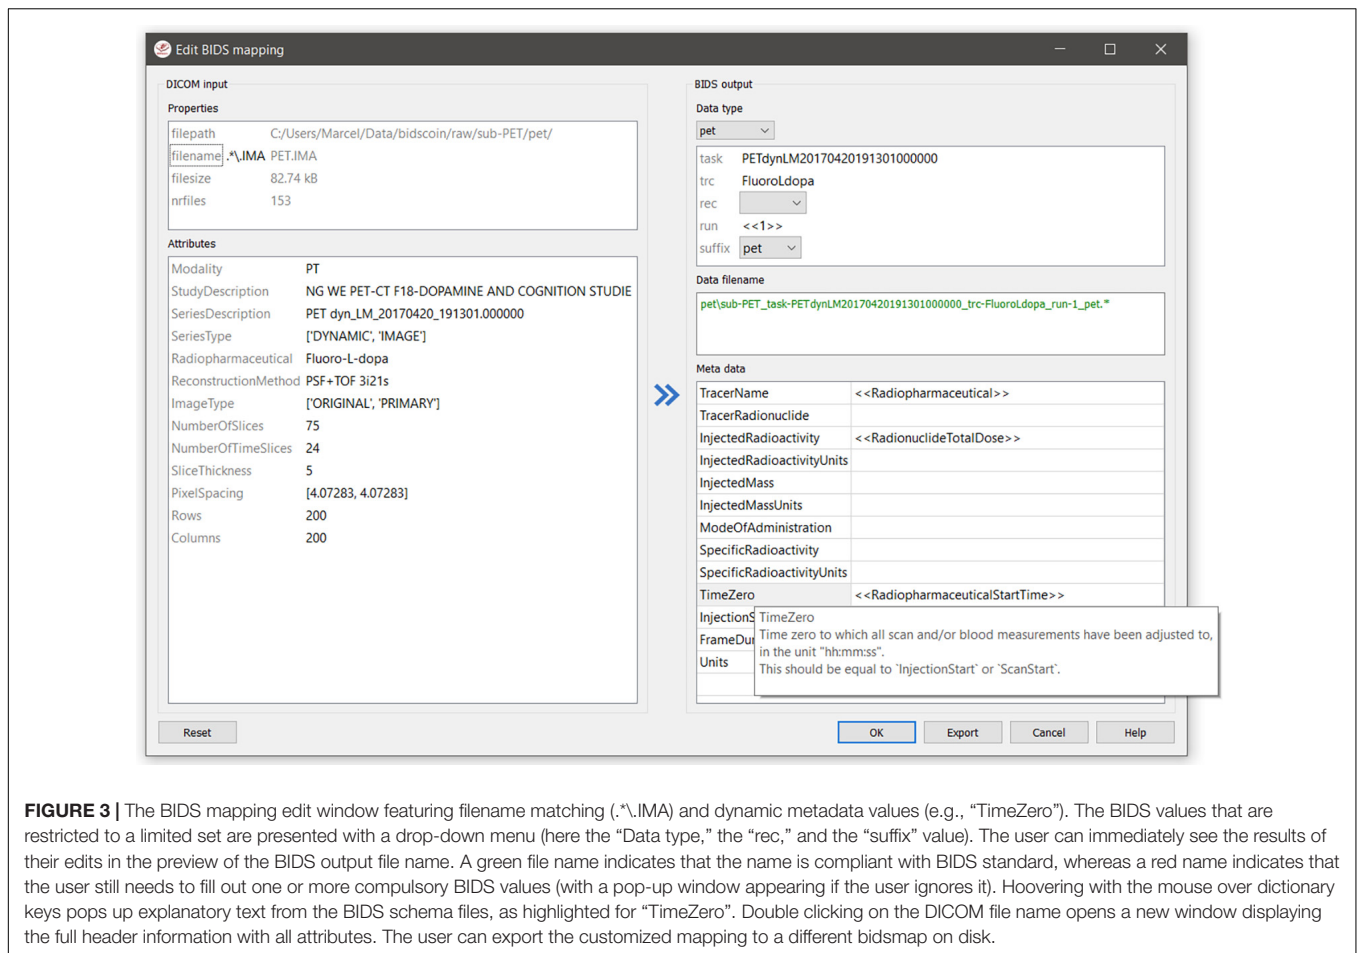 Edit BIDS mapping
DICOM input
Properties
filepath C:/Users/Marcel/Data/bidscoin/raw/sub-PET/pet/
filename .*\.IMA PET.IMA
filesize 82.74 kB
nrfiles 153
Attributes
Modality PT
StudyDescription NG WE PET-CT F18-DOPAMINE AND COGNITION STUDIE
SeriesDescription PET dyn_LM_20170420_191301.000000
SeriesType ['DYNAMIC', 'IMAGE']
Radiopharmaceutical Fluoro-L-dopa
ReconstructionMethod PSF+TOF 3i21s
ImageType ['ORIGINAL', 'PRIMARY']
NumberOfSlices 75
NumberOfTimeSlices 24
SliceThickness 5
PixelSpacing [4.07283, 4.07283]
Rows 200
Columns 200
Reset
BIDS output
Data type
pet
task PETdynLM20170420191301000000
trc FluoroLdopa
rec
run <<1>>
suffix pet
Data filename
pet\sub-PET_task-PETdynLM20170420191301000000_trc-FluoroLdopa_run-1_pet.*
Meta data
TracerName <<Radiopharmaceutical>>
TracerRadionuclide
InjectedRadioactivity <<RadionuclideTotalDose>>
InjectedRadioactivityUnits
InjectedMass
InjectedMassUnits
ModeOfAdministration
SpecificRadioactivity
SpecificRadioactivityUnits
TimeZero <<RadiopharmaceuticalStartTime>>
InjectionS
FrameDur
Units
TimeZero
Time zero to which all scan and/or blood measurements have been adjusted to,
in the unit "hh:mm:ss".
This should be equal to `InjectionStart` or `ScanStart`.
OK Export Cancel Help
FIGURE 3 | The BIDS mapping edit window featuring filename matching (.*\.IMA) and dynamic metadata values (e.g., “TimeZero”). The BIDS values that are
restricted to a limited set are presented with a drop-down menu (here the “Data type,” the “rec,” and the “suffix” value). The user can immediately see the results of
their edits in the preview of the BIDS output file name. A green file name indicates that the name is compliant with BIDS standard, whereas a red name indicates that
the user still needs to fill out one or more compulsory BIDS values (with a pop-up window appearing if the user ignores it). Hoovering with the mouse over dictionary
keys pops up explanatory text from the BIDS schema files, as highlighted for “TimeZero”. Double clicking on the DICOM file name opens a new window displaying
the full header information with all attributes. The user can export the customized mapping to a different bidsmap on disk.